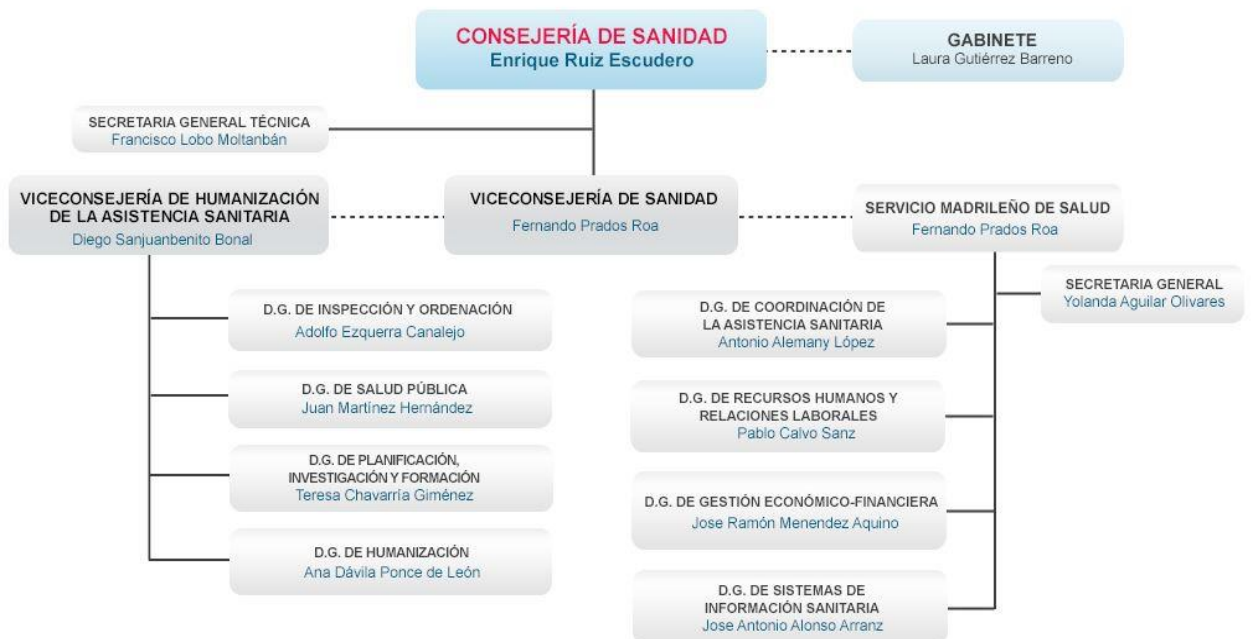 CONSEJERÍA DE SANIDAD
Enrique Ruiz Escudero
GABINETE
Laura Gutiérrez Barreno
SECRETARIA GENERAL TÉCNICA
Francisco Lobo Moltanbán
VICECONSEJERÍA DE HUMANIZACIÓN
DE LA ASISTENCIA SANITARIA
Diego Sanjuanbenito Bonal
VICECONSEJERÍA DE SANIDAD
Fernando Prados Roa
SERVICIO MADRILEÑO DE SALUD
Fernando Prados Roa
SECRETARIA GENERAL
Yolanda Aguilar Olivares
D.G. DE INSPECCIÓN Y ORDENACIÓN
Adolfo Ezquerra Canalejo
D.G. DE SALUD PÚBLICA
Juan Martínez Hernández
D.G. DE PLANIFICACIÓN,
INVESTIGACIÓN Y FORMACIÓN
Teresa Chavarría Giménez
D.G. DE HUMANIZACIÓN
Ana Dávila Ponce de León
D.G. DE COORDINACIÓN DE
LA ASISTENCIA SANITARIA
Antonio Alemany López
D.G. DE RECURSOS HUMANOS Y
RELACIONES LABORALES
Pablo Calvo Sanz
D.G. DE GESTIÓN ECONÓMICO-FINANCIERA
Jose Ramón Menendez Aquino
D.G. DE SISTEMAS DE
INFORMACIÓN SANITARIA
Jose Antonio Alonso Arranz